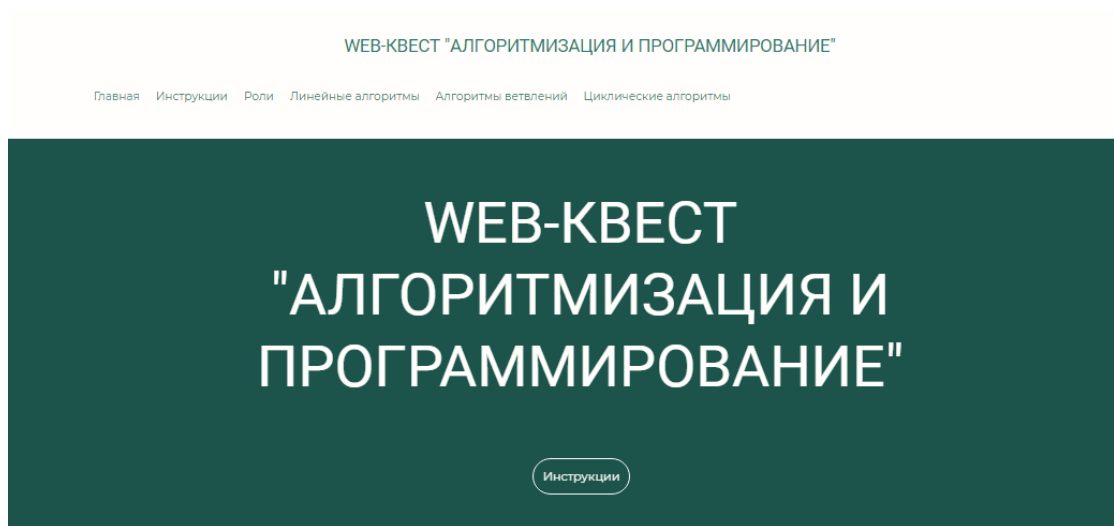 WEB-КВЕСТ "АЛГОРИТМИЗАЦИЯ И ПРОГРАММИРОВАНИЕ"
Главная Инструкции Роли Линейные алгоритмы Алгоритмы ветвлений Циклические алгоритмы
WEB-КВЕСТ
"АЛГОРИТМИЗАЦИЯ И
ПРОГРАММИРОВАНИЕ"
Инструкции